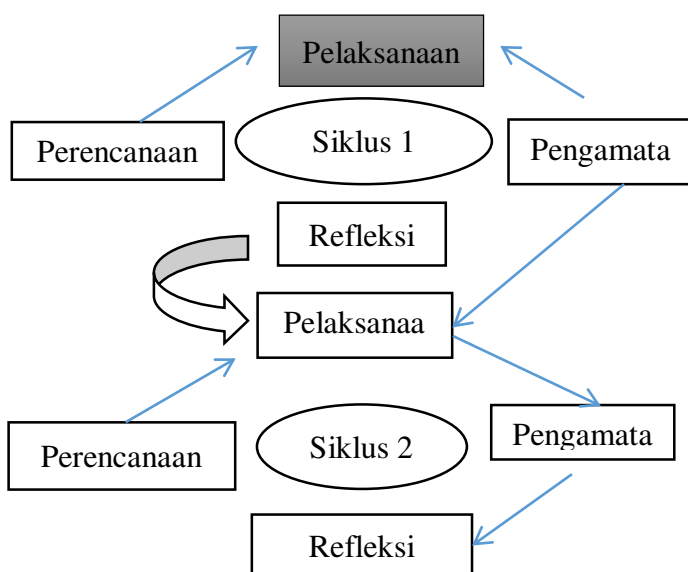 Pelaksanaan
Perencanaan
Siklus 1
Pengamata
Refleksi
Pelaksanaa
Perencanaan
Siklus 2
Pengamata
Refleksi